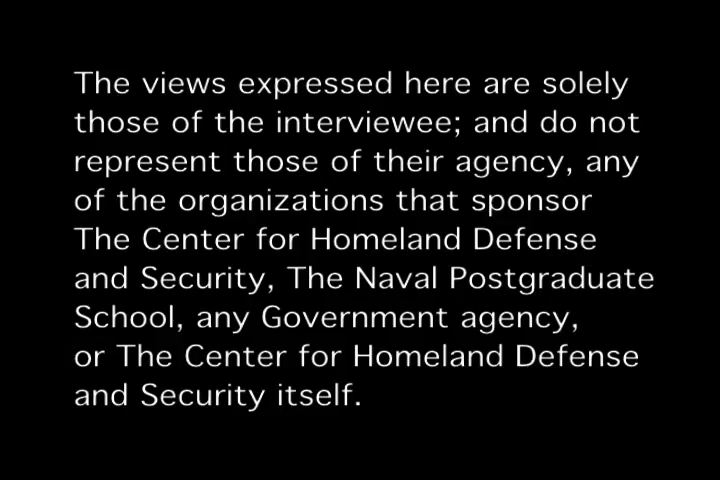 The views expressed here are solely
those of the interviewee; and do not
represent those of their agency, any
of the organizations that sponsor
The Center for Homeland Defense
and Security, The Naval Postgraduate
School, any Government agency,
or The Center for Homeland Defense
and Security itself.